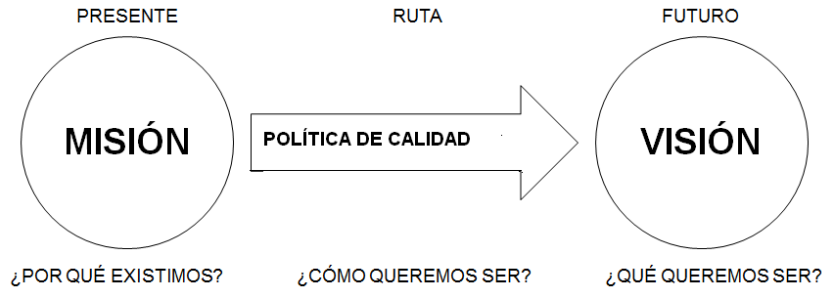 PRESENTE
RUTA
FUTURO
MISIÓN
POLÍTICA DE CALIDAD
VISIÓN
¿POR QUÉ EXISTIMOS?
¿CÓMO QUEREMOS SER?
¿QUÉ QUEREMOS SER?